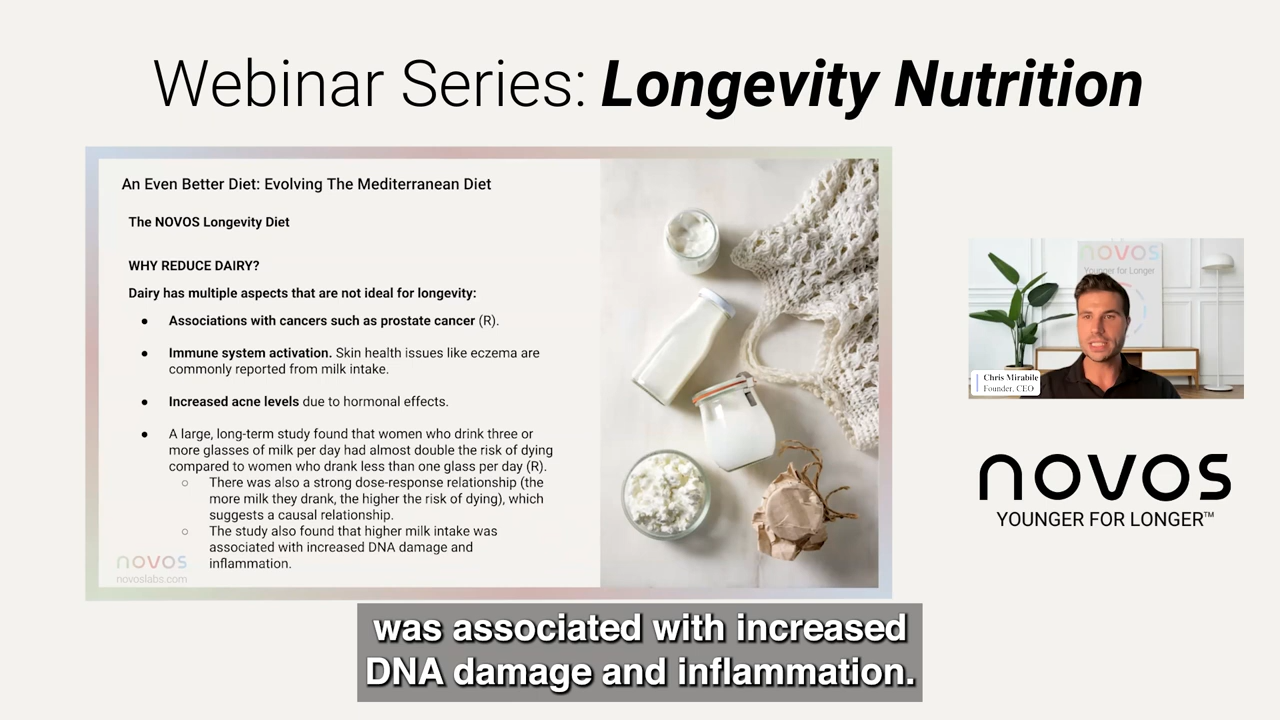 Webinar Series: Longevity Nutrition
An Even Better Diet: Evolving The Mediterranean Diet
The NOVOS Longevity Diet
WHY REDUCE DAIRY?
Dairy has multiple aspects that are not ideal for longevity:
● Associations with cancers such as prostate cancer (R).
● Immune system activation. Skin health issues like eczema are
commonly reported from milk intake.
● Increased acne levels due to hormonal effects.
● A large, long-term study found that women who drink three or
more glasses of milk per day had almost double the risk of dying
compared to women who drank less than one glass per day (R).
○ There was also a strong dose-response relationship (the
more milk they drank, the higher the risk of dying), which
suggests a causal relationship.
○ The study also found that higher milk intake was
associated with increased DNA damage and
inflammation.
novos
novoslabs.com
novos
Younger for Longer
Chris Mirabile
Founder, CEO
novos
YOUNGER FOR LONGER™
was associated with increased
DNA damage and inflammation.